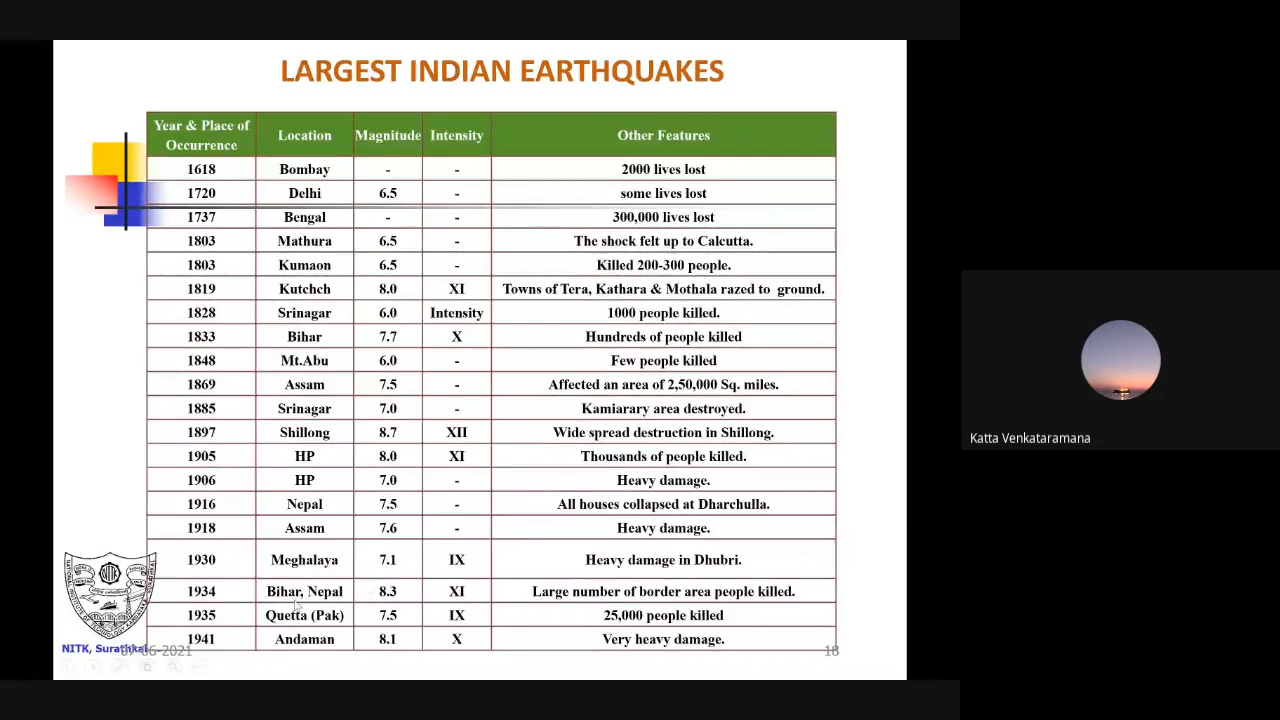 LARGEST INDIAN EARTHQUAKES
Year & Place of Occurrence Location Magnitude Intensity Other Features
1618 Bombay - - 2000 lives lost
1720 Delhi 6.5 - some lives lost
1737 Bengal - - 300,000 lives lost
1803 Mathura 6.5 - The shock felt up to Calcutta.
1803 Kumaon 6.5 - Killed 200-300 people.
1819 Kutchch 8.0 XI Towns of Tera, Kathara & Mothala razed to ground.
1828 Srinagar 6.0 Intensity 1000 people killed.
1833 Bihar 7.7 X Hundreds of people killed
1848 Mt.Abu 6.0 - Few people killed
1869 Assam 7.5 - Affected an area of 2,50,000 Sq. miles.
1885 Srinagar 7.0 - Kamiarary area destroyed.
1897 Shillong 8.7 XII Wide spread destruction in Shillong.
1905 HP 8.0 XI Thousands of people killed.
1906 HP 7.0 - Heavy damage.
1916 Nepal 7.5 - All houses collapsed at Dharchulla.
1918 Assam 7.6 - Heavy damage.
1930 Meghalaya 7.1 IX Heavy damage in Dhubri.
1934 Bihar, Nepal 8.3 XI Large number of border area people killed.
1935 Quetta (Pak) 7.5 IX 25,000 people killed
1941 Andaman 8.1 X Very heavy damage.
NITK, Surathkal
18
Katta Venkataramana